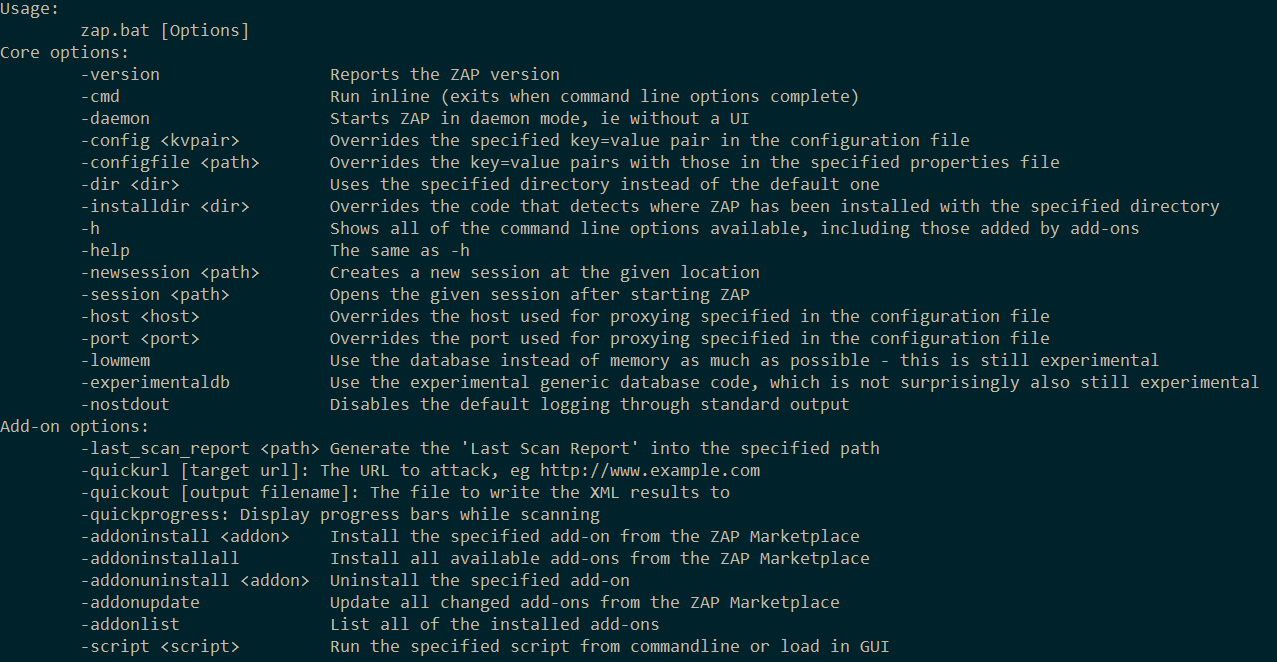 Usage:
        zap.bat [Options]
Core options:
        -version                 Reports the ZAP version
        -cmd                     Run inline (exits when command line options complete)
        -daemon                  Starts ZAP in daemon mode, ie without a UI
        -config <kvpair>         Overrides the specified key=value pair in the configuration file
        -configfile <path>       Overrides the key=value pairs with those in the specified properties file
        -dir <dir>               Uses the specified directory instead of the default one
        -installdir <dir>        Overrides the code that detects where ZAP has been installed with the specified directory
        -h                       Shows all of the command line options available, including those added by add-ons
        -help                    The same as -h
        -newsession <path>       Creates a new session at the given location
        -session <path>          Opens the given session after starting ZAP
        -host <host>             Overrides the host used for proxying specified in the configuration file
        -port <port>             Overrides the port used for proxying specified in the configuration file
        -lowmem                  Use the database instead of memory as much as possible - this is still experimental
        -experimentaldb          Use the experimental generic database code, which is not surprisingly also still experimental
        -nostdout                Disables the default logging through standard output
Add-on options:
        -last_scan_report <path> Generate the 'Last Scan Report' into the specified path
        -quickurl [target url]: The URL to attack, eg http://www.example.com
        -quickout [output filename]: The file to write the XML results to
        -quickprogress: Display progress bars while scanning
        -addoninstall <addon>    Install the specified add-on from the ZAP Marketplace
        -addoninstallall         Install all available add-ons from the ZAP Marketplace
        -addonuninstall <addon>  Uninstall the specified add-on
        -addonupdate             Update all changed add-ons from the ZAP Marketplace
        -addonlist               List all of the installed add-ons
        -script <script>         Run the specified script from commandline or load in GUI